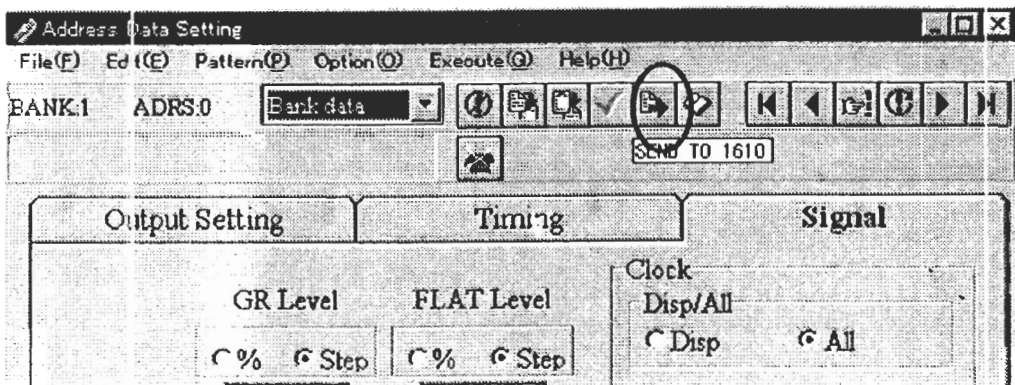 Address Data Setting
File(F) Edit(E) Pattern(P) Option(O) Execute(Q) Help(H)
BANK:1 ADRS:0 Bank data
SEND TO 1610
Output Setting Timing Signal
Clock
GR Level FLAT Level Disp/All
% Step % Step Disp All